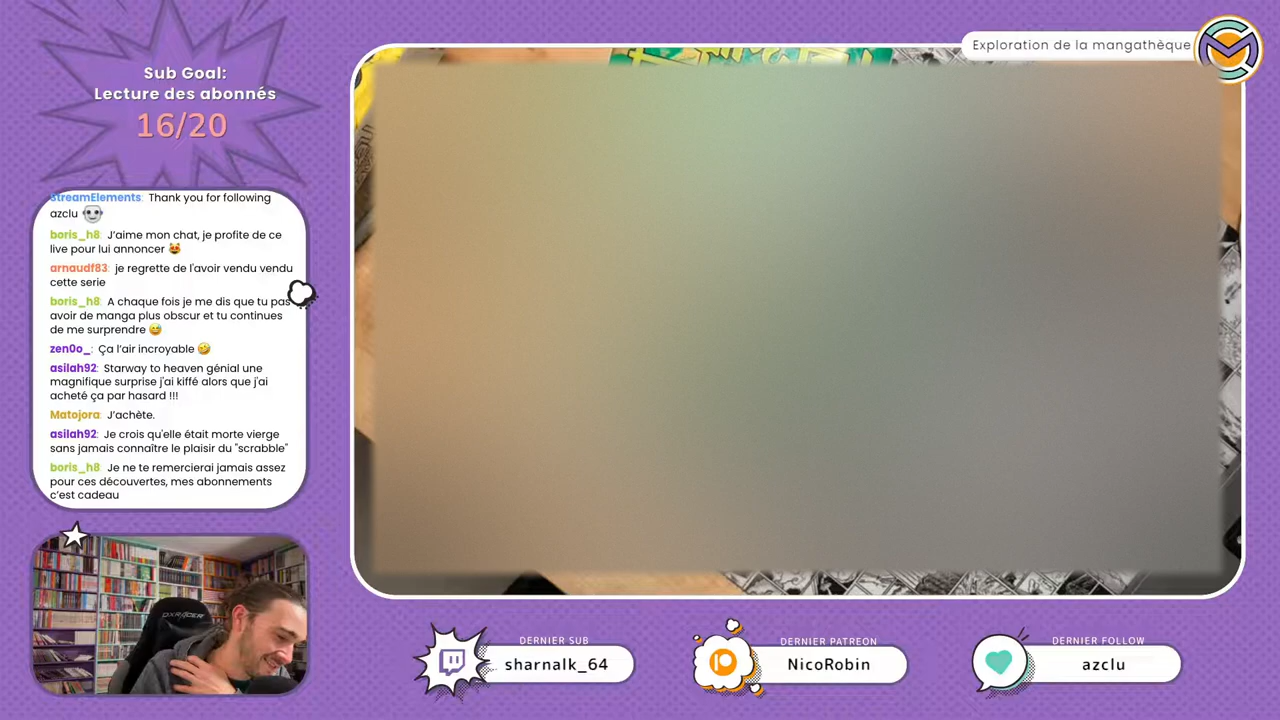 Sub Goal:
Lecture des abonnés
16/20
Exploration de la mangathèque
StreamElements: Thank you for following
azclu
boris_h8: J'aime mon chat, je profite de ce
live pour lui annoncer
arnaudf83: je regrette de l'avoir vendu vendu
cette serie
boris_h8: A chaque fois je me dis que tu pas
avoir de manga plus obscur et tu continues
de me surprendre
zen0o_: Ça l'air incroyable
asilah92: Starway to heaven génial une
magnifique surprise j'ai kiffé alors que j'ai
acheté ça par hasard !!!
Matojora: J'achète.
asilah92: Je crois qu'elle était morte vierge
sans jamais connaître le plaisir du "scrabble"
boris_h8: Je ne te remercierai jamais assez
pour ces découvertes, mes abonnements
c'est cadeau
DXRACER
DERNIER SUB
sharnalk_64
DERNIER PATREON
NicoRobin
DERNIER FOLLOW
azclu